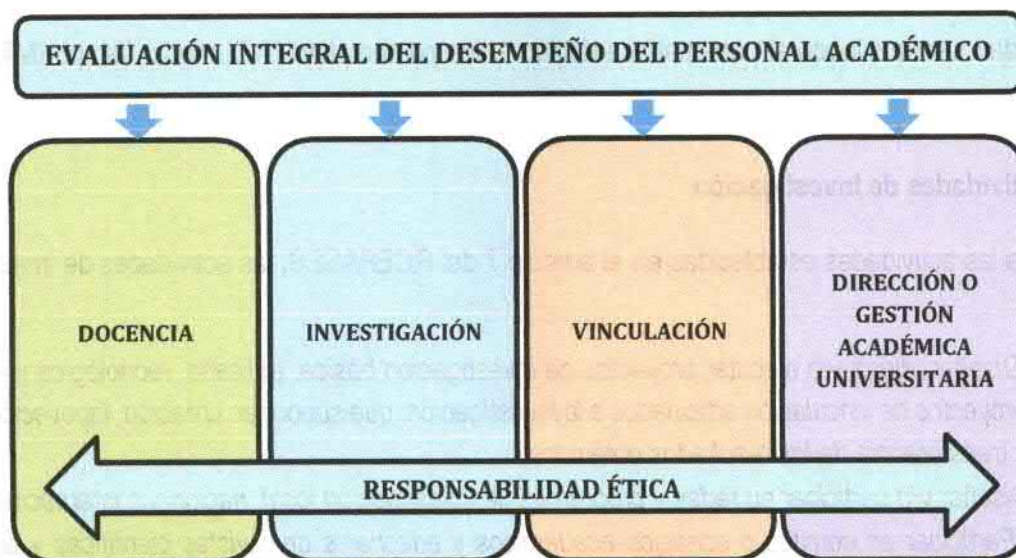 EVALUACIÓN INTEGRAL DEL DESEMPEÑO DEL PERSONAL ACADÉMICO
DOCENCIA
INVESTIGACIÓN
VINCULACIÓN
DIRECCIÓN O
GESTIÓN
ACADÉMICA
UNIVERSITARIA
RESPONSABILIDAD ÉTICA